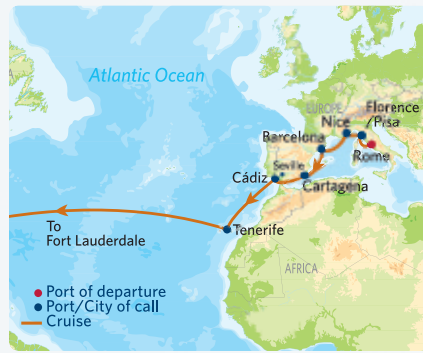 Atlantic Ocean
EUROPE
Florence
/Pisa
Nice
Barcelona
Rome
Seville
Cádiz
Cartagena
Tenerife
To
Fort Lauderdale
AFRICA
Port of departure
Port/City of call
Cruise